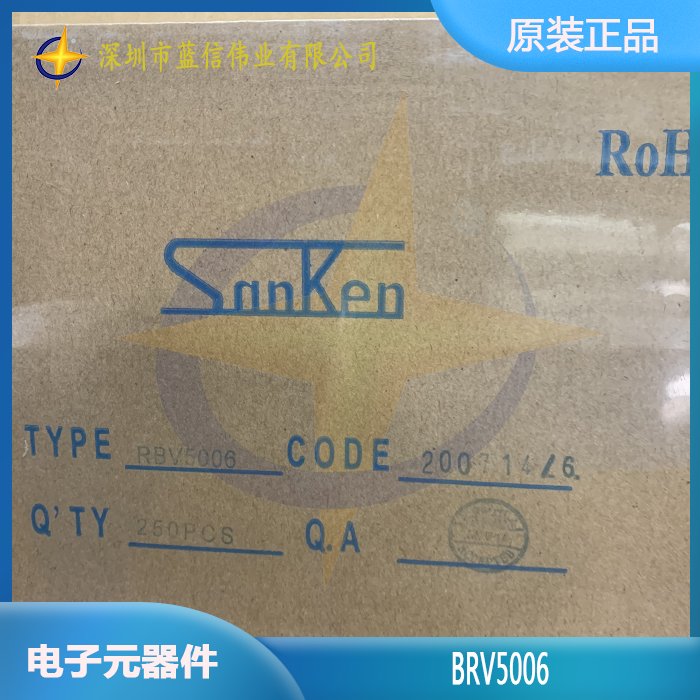 深圳市蓝信伟业有限公司
原装正品
RoH
SanKen
TYPE RBV5006 CODE
Q'TY 250PCS Q.A
电子元器件
BRV5006